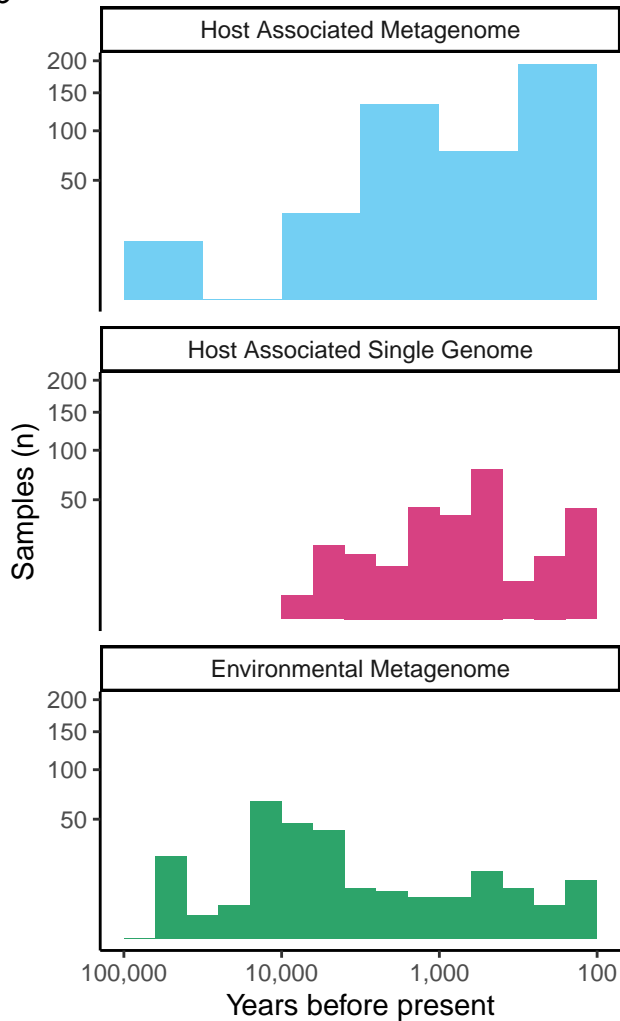 Host Associated Metagenome
200
150
100
50
Host Associated Single Genome
200
150
100
50
Samples (n)
Environmental Metagenome
200
150
100
50
100,000 10,000 1,000 100
Years before present